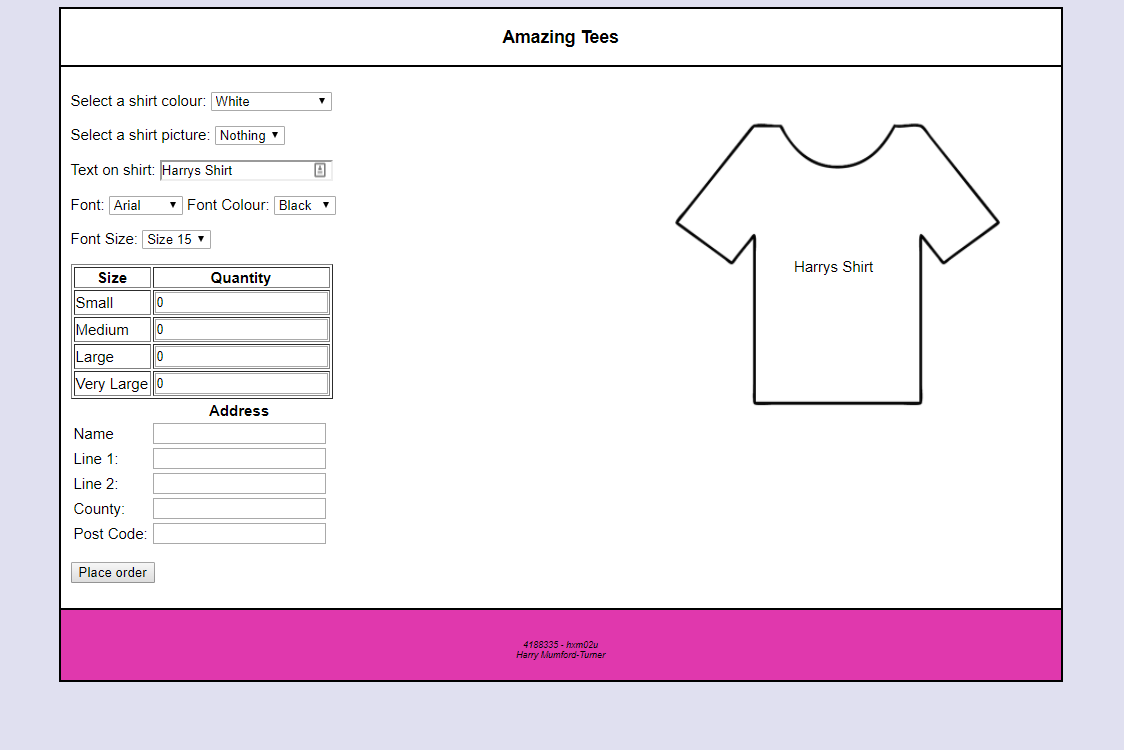 Amazing Tees
Select a shirt colour: White
Select a shirt picture: Nothing
Text on shirt: Harrys Shirt
Font: Arial Font Colour: Black
Font Size: Size 15
Size Quantity
Small 0
Medium 0
Large 0
Very Large 0
Address
Name
Line 1:
Line 2:
County:
Post Code:
Place order
Harrys Shirt
4188335 - hxm02u
Harry Mumford-Turner